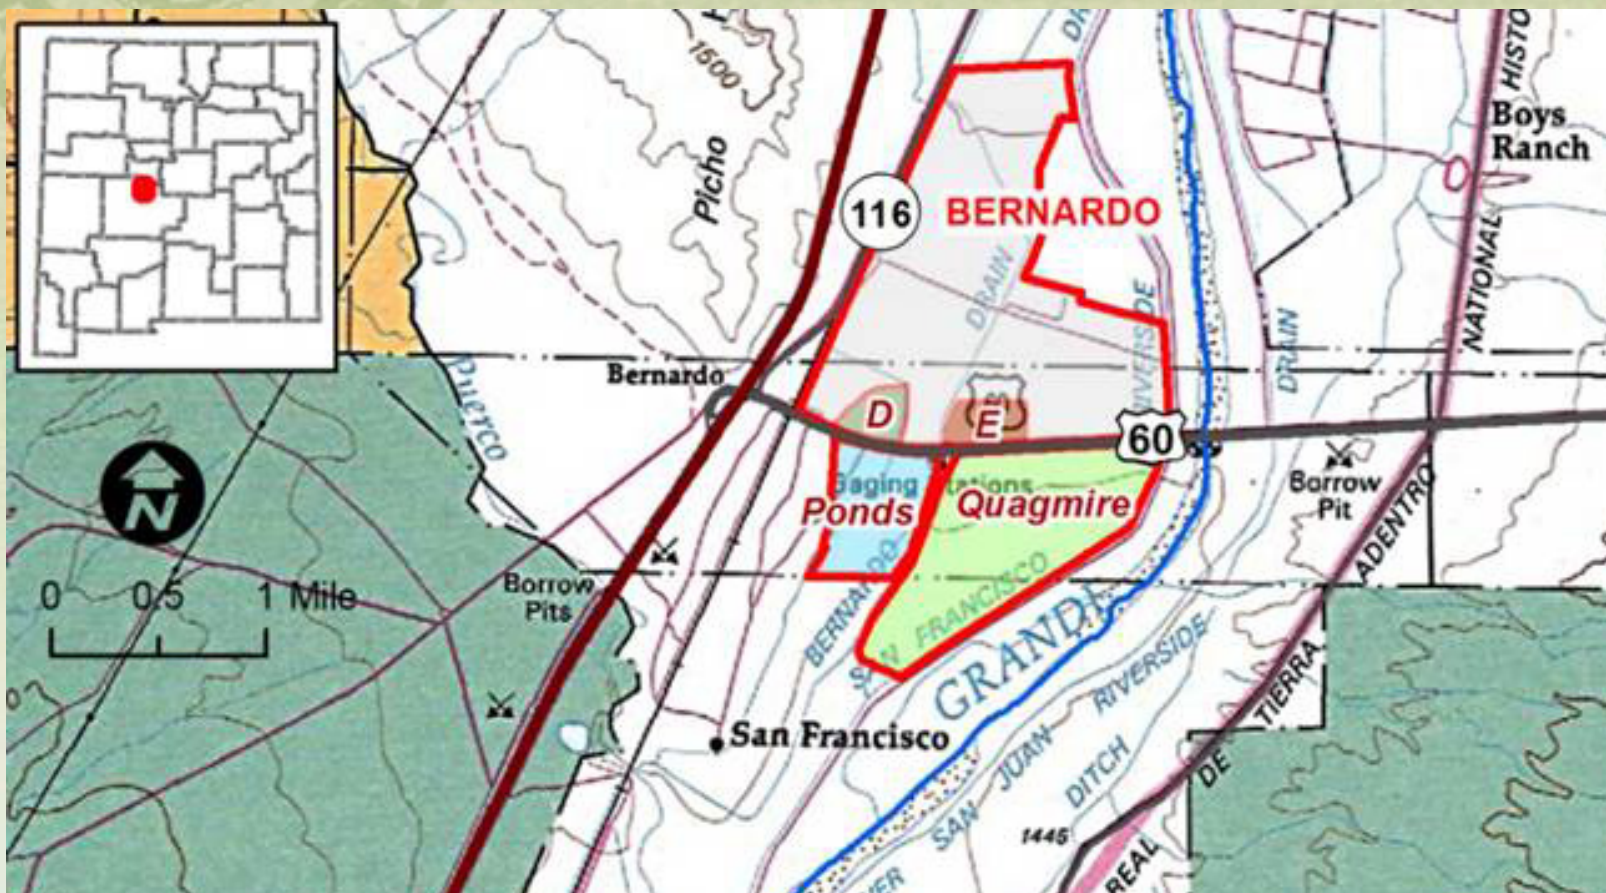 1500
Picho
116
BERNARDO
DRAIN
RIVERSIDE
DRAIN
HISTO
Boys
Ranch
NATIONAL
Bernardo
Puerco
D
E
60
Gaging
tations
Ponds
Quagmire
Borrow
Pit
ADENTRO
N
0 0.5 1 Mile
Borrow
Pits
BERNARDO
SAN FRANCISCO
GRANDE
RIVERSIDE
TIERRA
San Francisco
SAN JUAN
DITCH
DE
1445
REAL